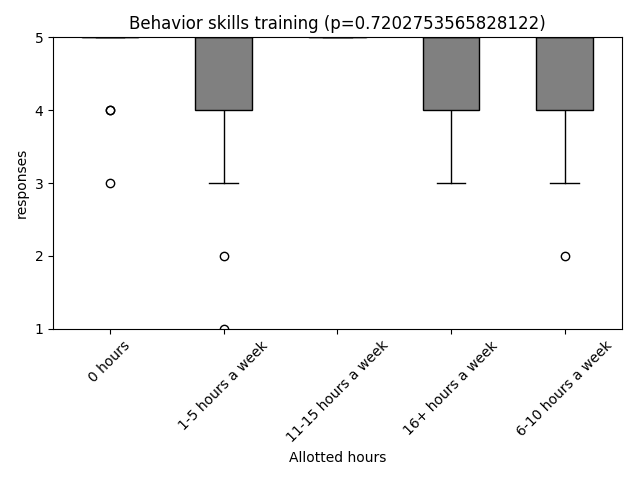 Behavior skills training (p=0.7202753565828122)
5
4
3
2
1
responses
0 hours
1-5 hours a week
11-15 hours a week
16+ hours a week
6-10 hours a week
Allotted hours